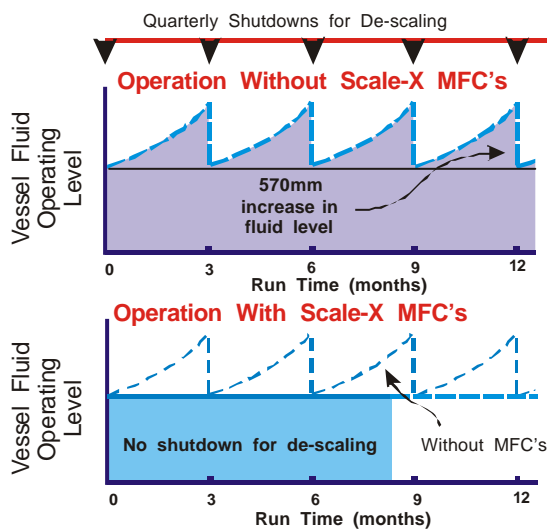 Quarterly Shutdowns for De-scaling
Operation Without Scale-X MFC's
Vessel Fluid
Operating
Level
570mm
increase in
fluid level
0 3 6 9 12
Run Time (months)
Operation With Scale-X MFC's
Vessel Fluid
Operating
Level
No shutdown for de-scaling
Without MFC's
0 3 6 9 12
Run Time (months)